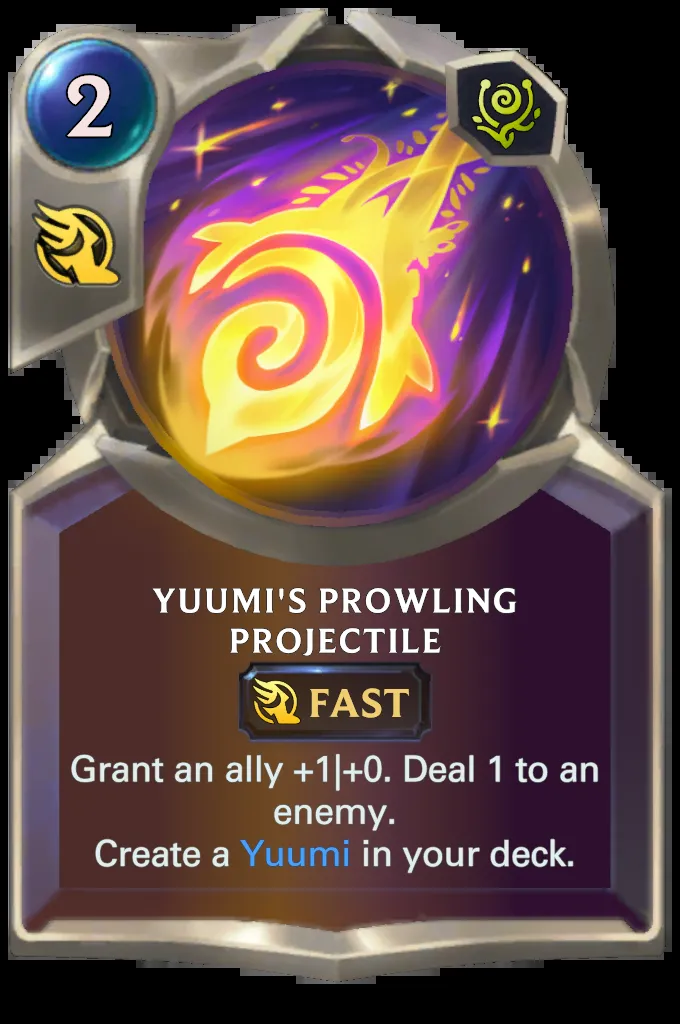 2
YUUMI'S PROWLING
PROJECTILE
FAST
Grant an ally +1|+0. Deal 1 to an
enemy.
Create a Yuumi in your deck.